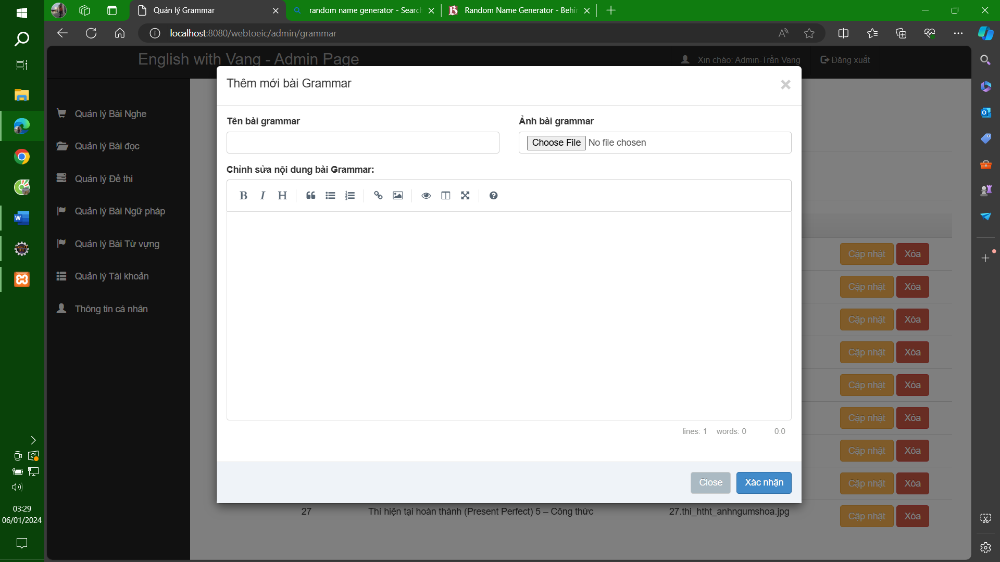 Quản lý Grammar
random name generator - Search
Random Name Generator - Behin
localhost:8080/webtoeic/admin/grammar
English with Vang - Admin Page
Xin chào: Admin-Trần Vang
Đăng xuất
Quản lý Bài Nghe
Quản lý Bài đọc
Quản lý Đề thi
Quản lý Bài Ngữ pháp
Quản lý Bài Từ vựng
Quản lý Tài khoản
Thông tin cá nhân
Thêm mới bài Grammar
×
Tên bài grammar
Ảnh bài grammar
Choose File No file chosen
Chỉnh sửa nội dung bài Grammar:
B I H
lines: 1 words: 0 0:0
Close Xác nhận
Cập nhật Xóa
Cập nhật Xóa
Cập nhật Xóa
Cập nhật Xóa
Cập nhật Xóa
Cập nhật Xóa
Cập nhật Xóa
Cập nhật Xóa
27 Thì hiện tại hoàn thành (Present Perfect) 5 – Công thức 27.thi_htht_anhngumshoa.jpg Cập nhật Xóa
03:29
06/01/2024